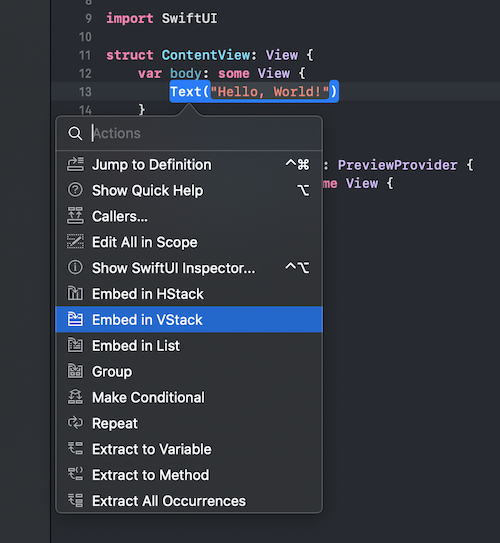 9 import SwiftUI
11 struct ContentView: View {
12 var body: some View {
13 Text("Hello, World!")
14 }
Actions
Jump to Definition ^⌘
: PreviewProvider {
Show Quick Help ⌥
me View {
Callers...
Edit All in Scope
Show SwiftUI Inspector... ^⌥
Embed in HStack
Embed in VStack
Embed in List
Group
Make Conditional
Repeat
Extract to Variable
Extract to Method
Extract All Occurrences